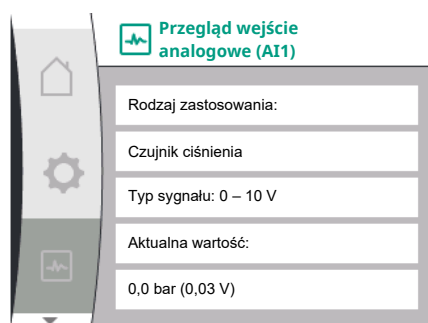 Przegląd wejście
analogowe (AI1)
Rodzaj zastosowania:
Czujnik ciśnienia
Typ sygnału: 0 – 10 V
Aktualna wartość:
0,0 bar (0,03 V)